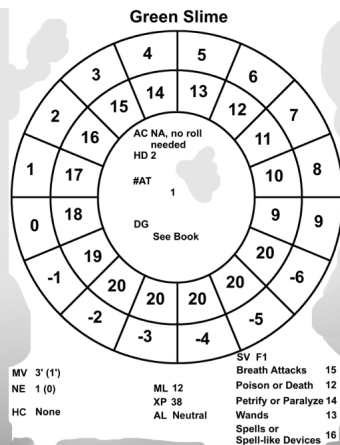 Green Slime
4 5
3 6
15 14 13 12
2 7
16 11
AC NA, no roll
needed
HD 2
1 17 10 8
#AT
1
0 18 9 9
DG
See Book
19 20
-1 -6
20 20 20 20
-2 -5
-3 -4
MV 3' (1')
NE 1 (0)
HC None
ML 12
XP 38
AL Neutral
SV F1
Breath Attacks 15
Poison or Death 12
Petrify or Paralyze 14
Wands 13
Spells or
Spell-like Devices 16